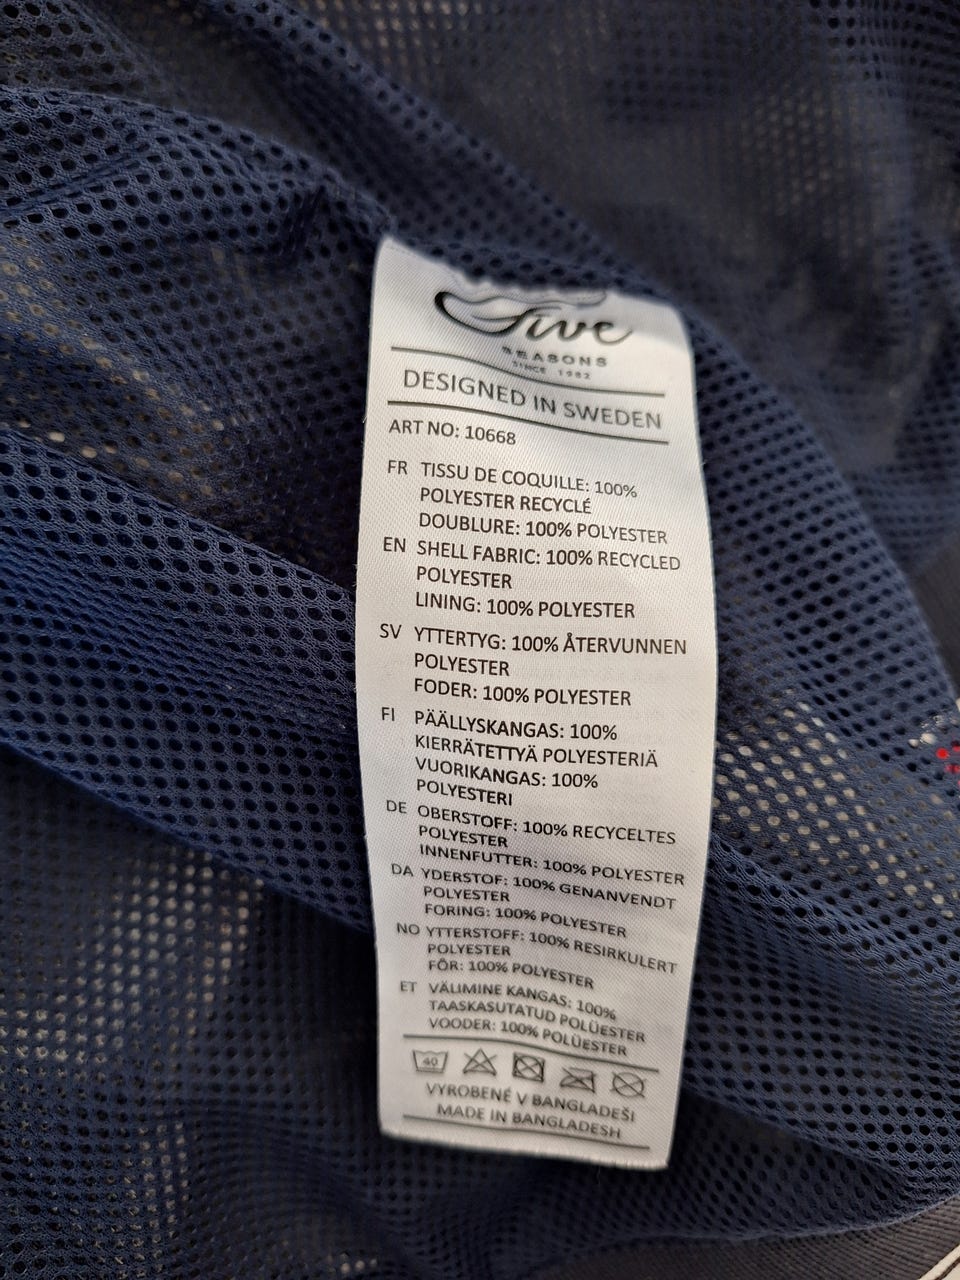 Five
SEASONS
SINCE 1982
DESIGNED IN SWEDEN
ART NO: 10668
FR TISSU DE COQUILLE: 100%
POLYESTER RECYCLÉ
DOUBLURE: 100% POLYESTER
EN SHELL FABRIC: 100% RECYCLED
POLYESTER
LINING: 100% POLYESTER
SV YTTERTYG: 100% ÅTERVUNNEN
POLYESTER
FODER: 100% POLYESTER
FI PÄÄLLYSKANGAS: 100%
KIERRÄTETTYÄ POLYESTERIÄ
VUORIKANGAS: 100%
POLYESTERI
DE OBERSTOFF: 100% RECYCELTES
POLYESTER
INNENFUTTER: 100% POLYESTER
DA YDERSTOF: 100% GENANVENDT
POLYESTER
FORING: 100% POLYESTER
NO YTTERSTOFF: 100% RESIRKULERT
POLYESTER
FÔR: 100% POLYESTER
ET VÄLIMINE KANGAS: 100%
TAASKASUTATUD POLÜESTER
VOODER: 100% POLÜESTER
40
VYROBENÉ V BANGLADEŠI
MADE IN BANGLADESH